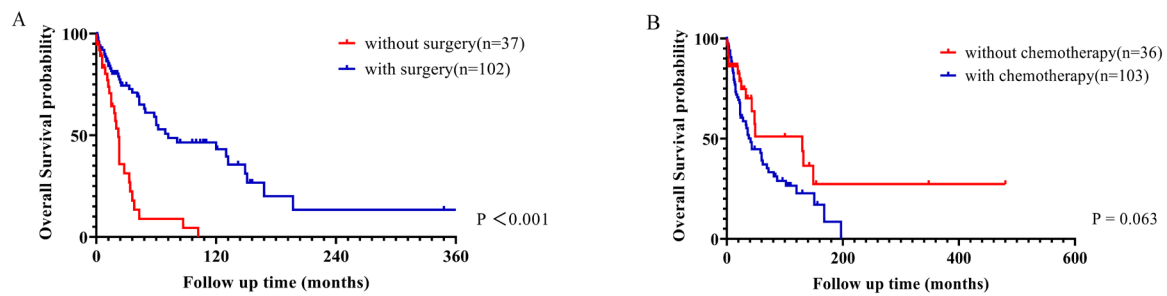 A
Overall Survival probability
100
50
0
0
120
240
360
Follow up time (months)
without surgery(n=37)
with surgery(n=102)
P <0.001
B
Overall Survival probability
100
50
0
0
200
400
600
Follow up time (months)
without chemotherapy(n=36)
with chemotherapy(n=103)
P = 0.063